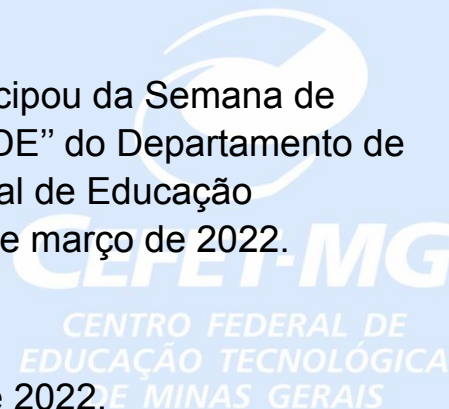 cipou da Semana de
DE” do Departamento de
al de Educação
e março de 2022.
CEFET-MG
CENTRO FEDERAL DE
EDUCAÇÃO TECNOLÓGICA
e 2022.
DE MINAS GERAIS